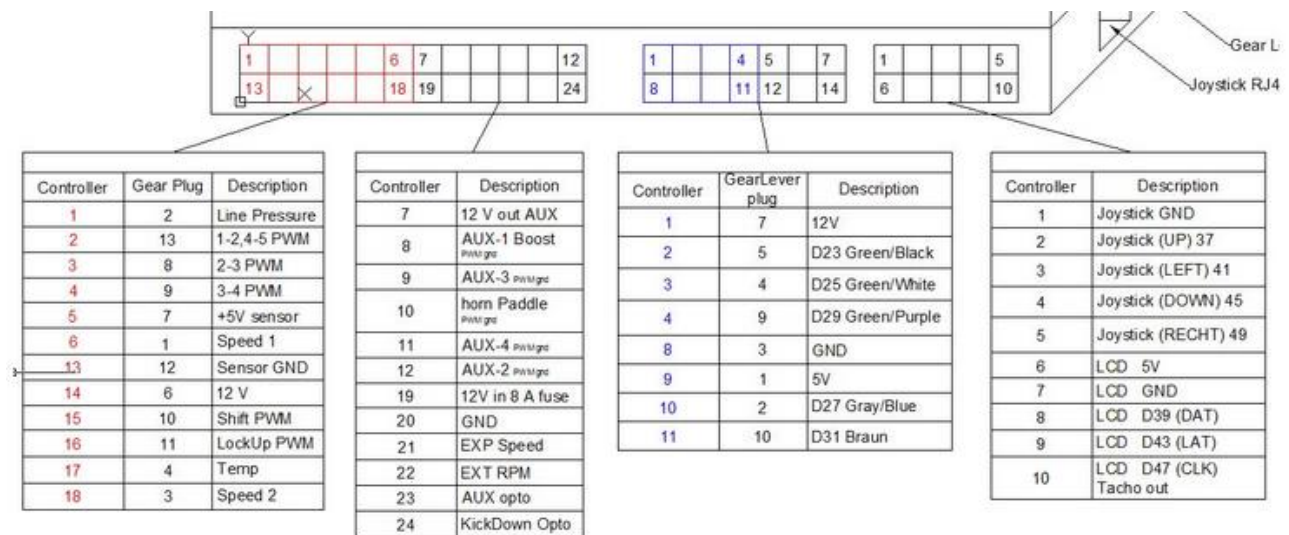 Gear L
Joystick RJ4
1 6 7 12
13 18 19 24
1 4 5 7
8 11 12 14
1 5
6 10
Controller Gear Plug Description
1 2 Line Pressure
2 13 1-2,4-5 PWM
3 8 2-3 PWM
4 9 3-4 PWM
5 7 +5V sensor
6 1 Speed 1
13 12 Sensor GND
14 6 12 V
15 10 Shift PWM
16 11 LockUp PWM
17 4 Temp
18 3 Speed 2
Controller Description
7 12 V out AUX
8 AUX-1 Boost
PWM gnd
9 AUX-3 PWM gnd
10 horn Paddle
PWM gnd
11 AUX-4 PWM gnd
12 AUX-2 PWM gnd
19 12V in 8 A fuse
20 GND
21 EXP Speed
22 EXT RPM
23 AUX opto
24 KickDown Opto
Controller GearLever
plug Description
1 7 12V
2 5 D23 Green/Black
3 4 D25 Green/White
4 9 D29 Green/Purple
8 3 GND
9 1 5V
10 2 D27 Gray/Blue
11 10 D31 Braun
Controller Description
1 Joystick GND
2 Joystick (UP) 37
3 Joystick (LEFT) 41
4 Joystick (DOWN) 45
5 Joystick (RECHT) 49
6 LCD 5V
7 LCD GND
8 LCD D39 (DAT)
9 LCD D43 (LAT)
10 LCD D47 (CLK)
Tacho out